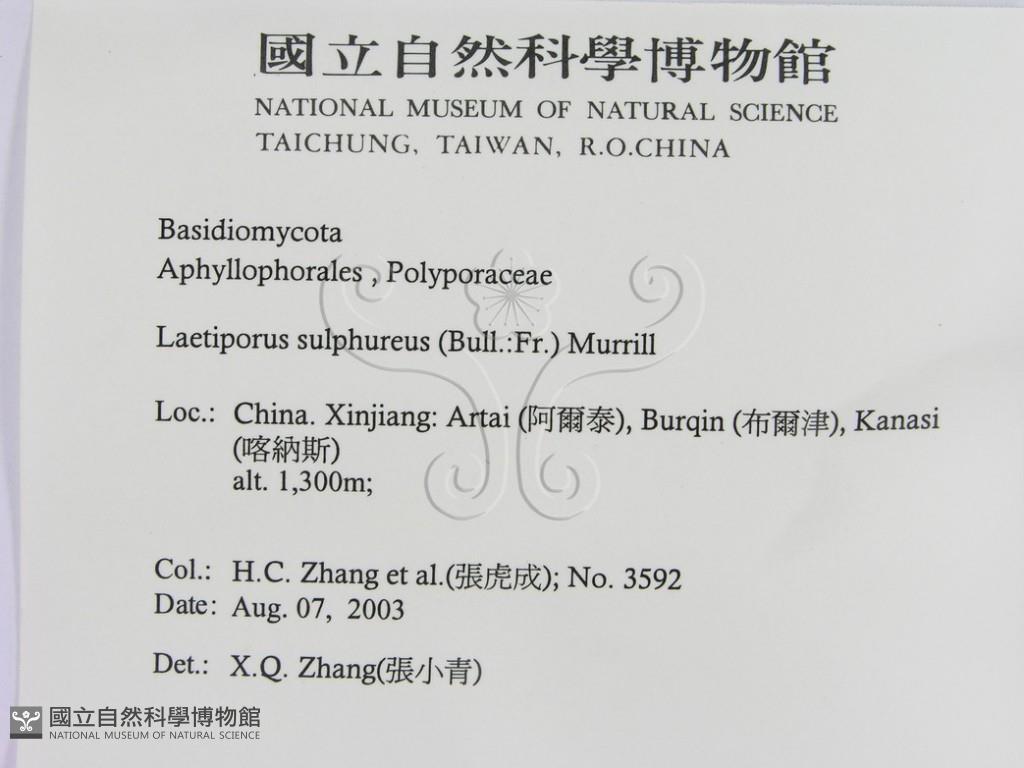 國立自然科學博物館
NATIONAL MUSEUM OF NATURAL SCIENCE
TAICHUNG, TAIWAN, R.O.CHINA
Basidiomycota
Aphyllophorales , Polyporaceae
Laetiporus sulphureus (Bull.:Fr.) Murrill
Loc.: China. Xinjiang: Artai (阿爾泰), Burqin (布爾津), Kanasi
(喀納斯)
alt. 1,300m;
Col.: H.C. Zhang et al.(張虎成); No. 3592
Date: Aug. 07, 2003
Det.: X.Q. Zhang(張小青)
國立自然科學博物館
NATIONAL MUSEUM OF NATURAL SCIENCE